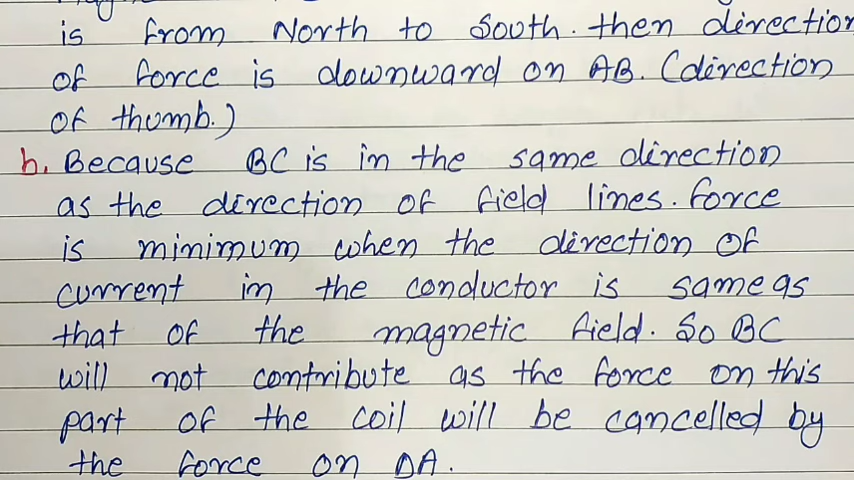 is from North to South. then direction
of force is downward on AB. (direction
of thumb.)
b. Because BC is in the same direction
as the direction of field lines. force
is minimum when the direction of
current in the conductor is same as
that of the magnetic field. So BC
will not contribute as the force on this
part of the coil will be cancelled by
the force on DA.